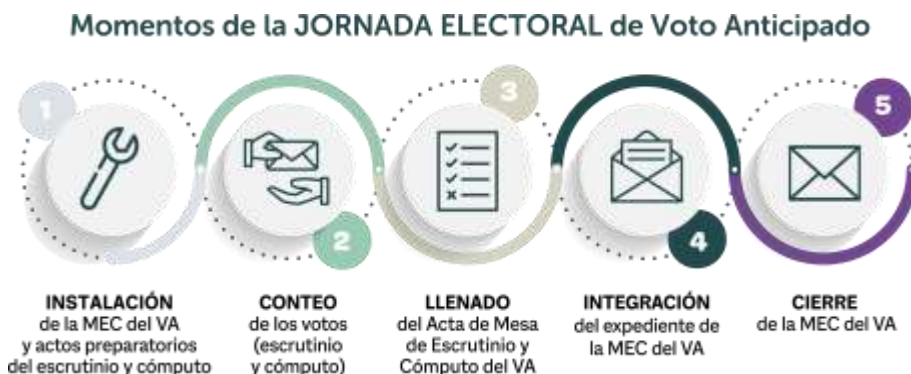 Momentos de la JORNADA ELECTORAL de Voto Anticipado
1
INSTALACIÓN
de la MEC del VA
y actos preparatorios
del escrutinio y cómputo
2
CONTEO
de los votos
(escrutinio
y cómputo)
3
LLENADO
del Acta de Mesa
de Escrutinio y
Cómputo del VA
4
INTEGRACIÓN
del expediente de
la MEC del VA
5
CIERRE
de la MEC del VA